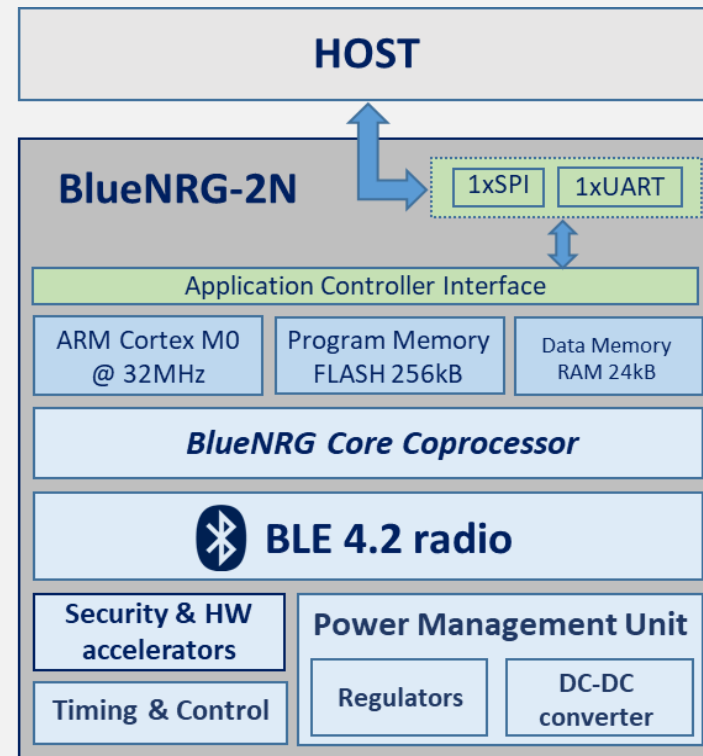 HOST
BlueNRG-2N
1xSPI
1xUART
Application Controller Interface
ARM Cortex M0
@ 32MHz
Program Memory
FLASH 256kB
Data Memory
RAM 24kB
BlueNRG Core Coprocessor
BLE 4.2 radio
Security & HW
accelerators
Timing & Control
Power Management Unit
Regulators
DC-DC
converter